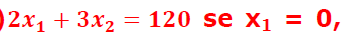 )2x₁ + 3x₂ = 120 se x₁ = 0,